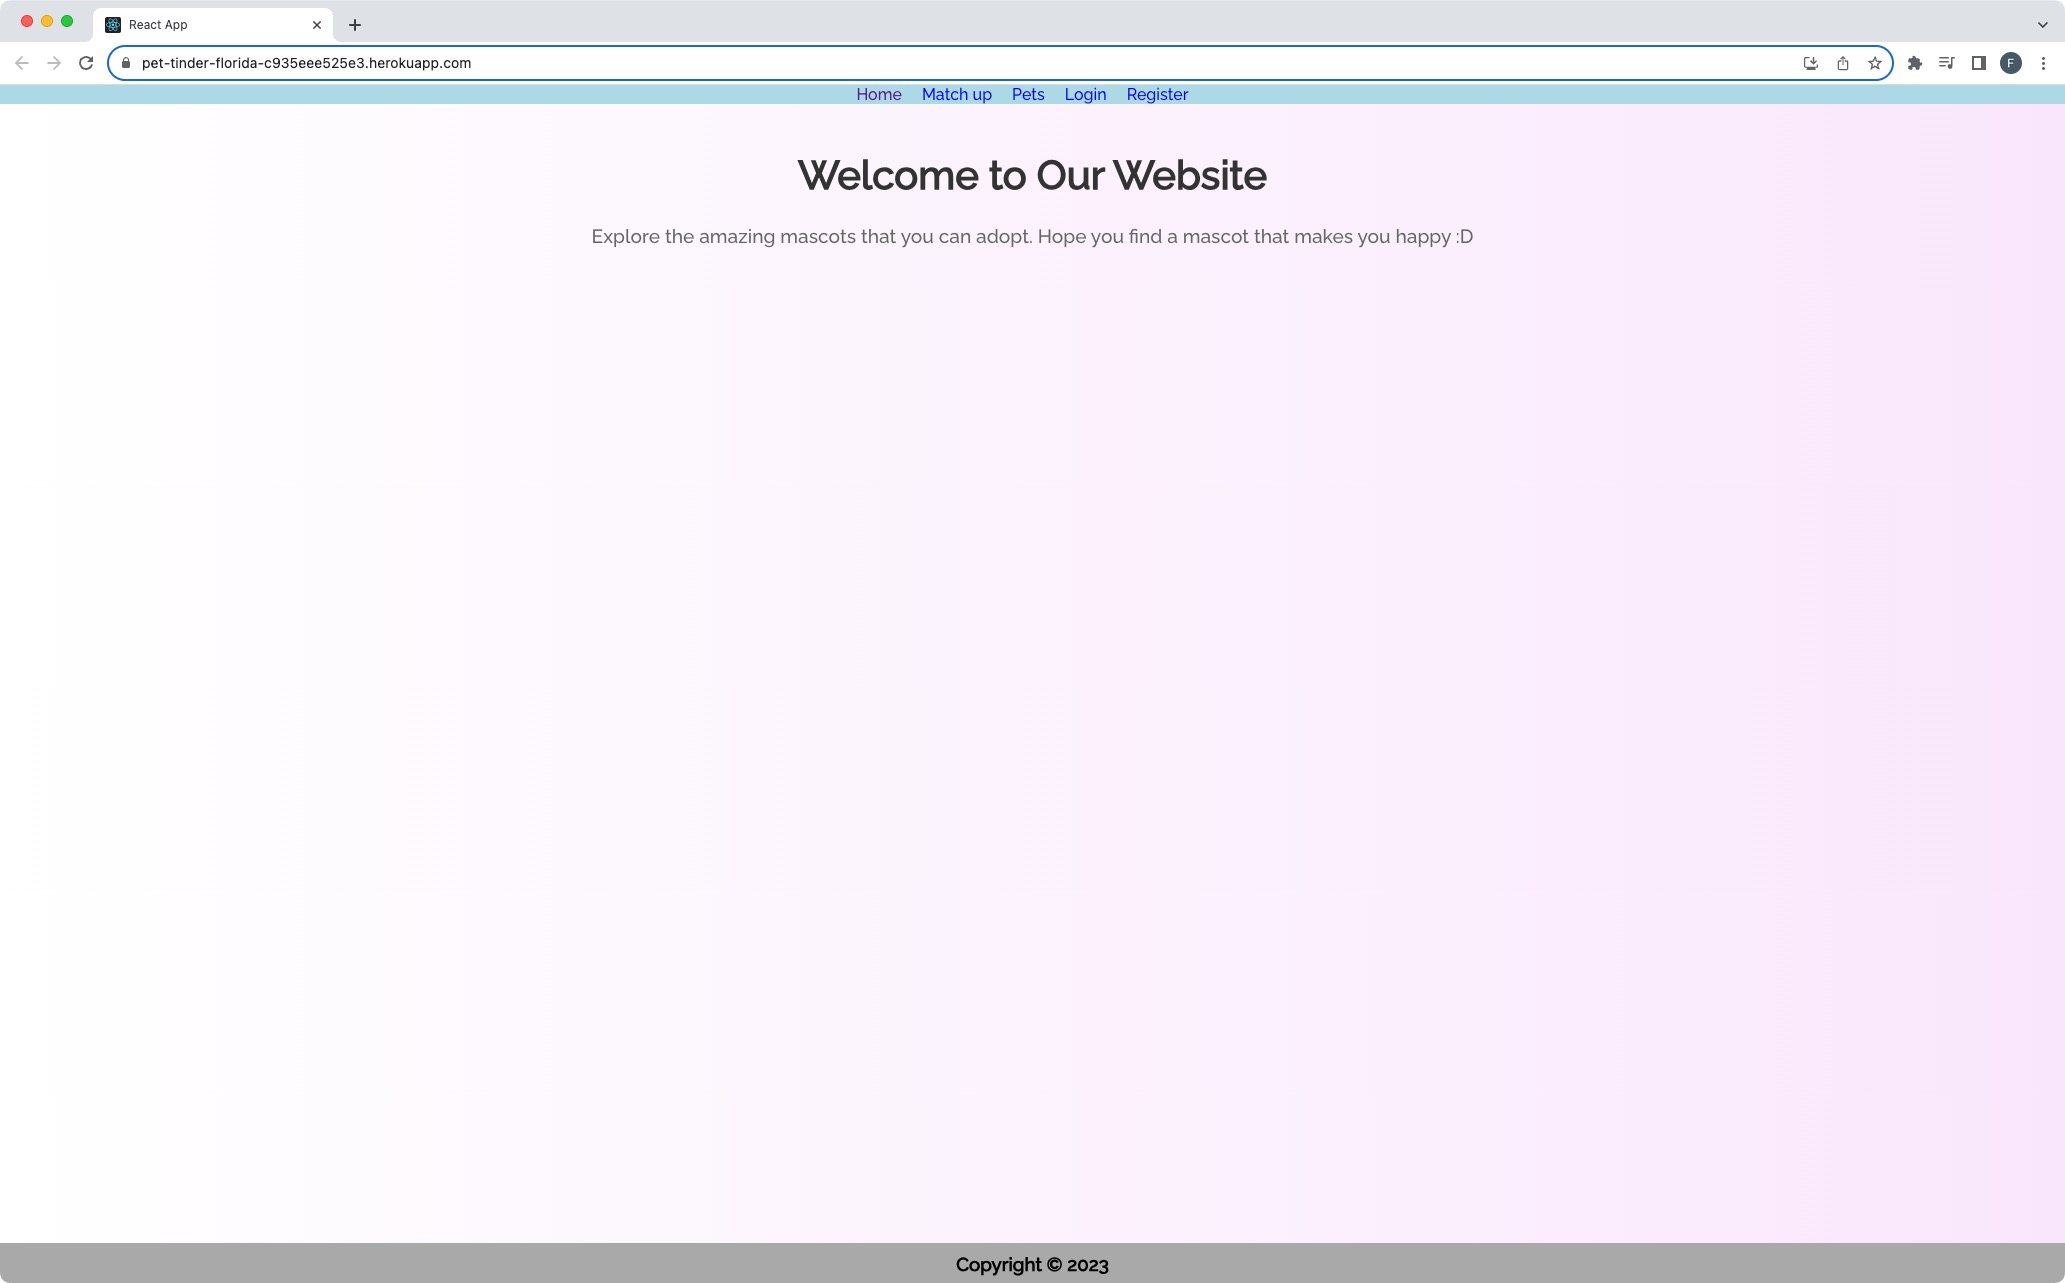 React App
pet-tinder-florida-c935eee525e3.herokuapp.com
F
Home Match up Pets Login Register
Welcome to Our Website
Explore the amazing mascots that you can adopt. Hope you find a mascot that makes you happy :D
Copyright © 2023